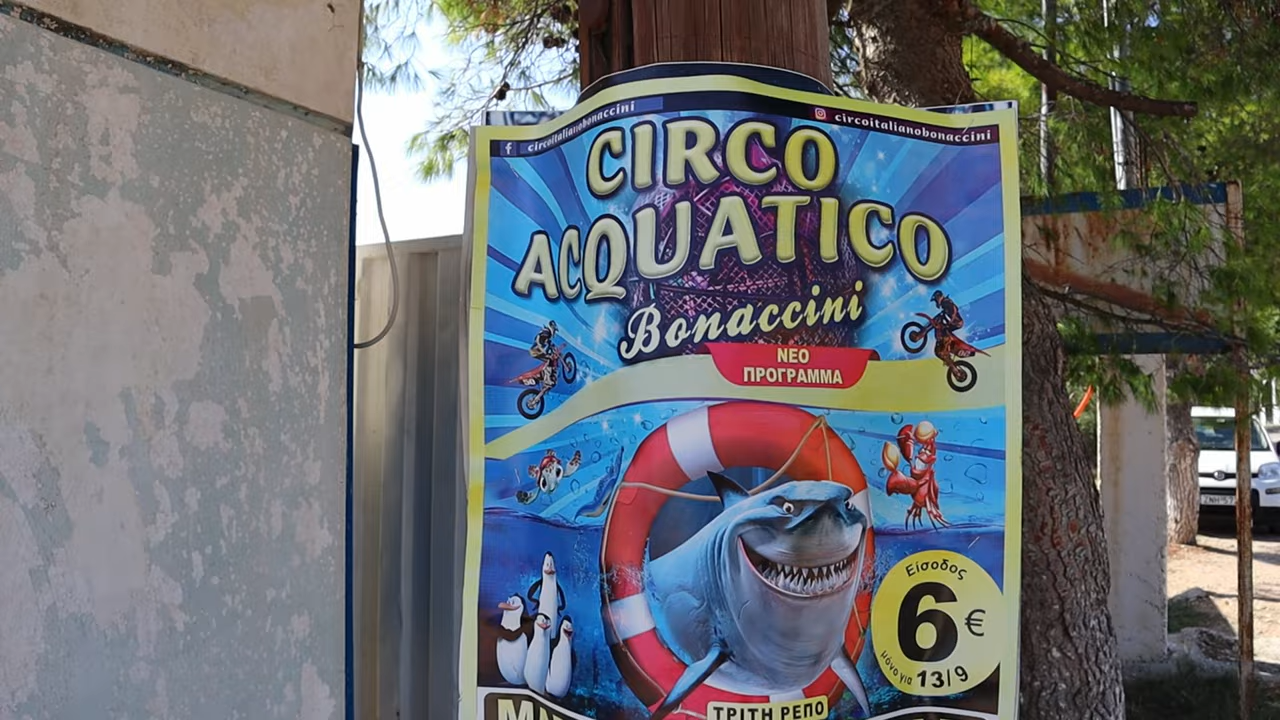 circoitalianobonaccini
circoitalianobonaccini
CIRCO
ACQUATICO
Bonaccini
ΝΕΟ
ΠΡΟΓΡΑΜΜΑ
Είσοδος
6€
μόνο για 13/9
ΤΡΙΤΗ ΡΕΠΟ